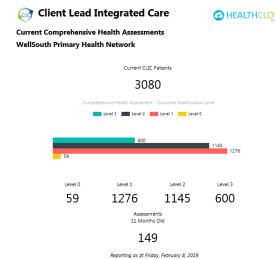 Client Lead Integrated Care
HEALTHCLO
Current Comprehensive Health Assessments
WellSouth Primary Health Network
Current CLIC Patients
3080
Comprehensive Health Assessment - Outcome Stratification Level
Level 3 Level 2 Level 1 Level 0
600
1145
1276
59
Level 0 Level 1 Level 2 Level 3
59 1276 1145 600
Assessments
11 Months Old
149
Reporting as at Friday, February 8, 2019